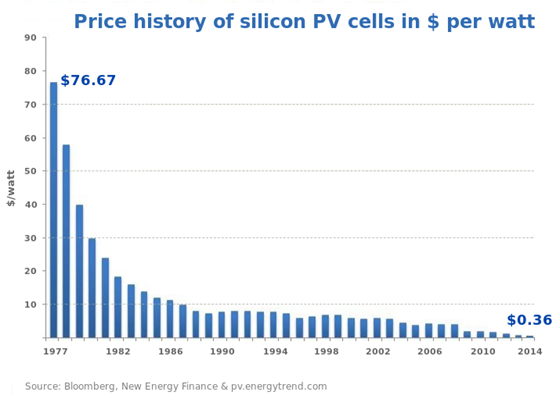 Price history of silicon PV cells in $ per watt
90
80
$76.67
70
60
50
$/watt
40
30
20
10
$0.36
1977 1982 1986 1990 1994 1998 2002 2006 2010 2014
Source: Bloomberg, New Energy Finance & pv.energytrend.com